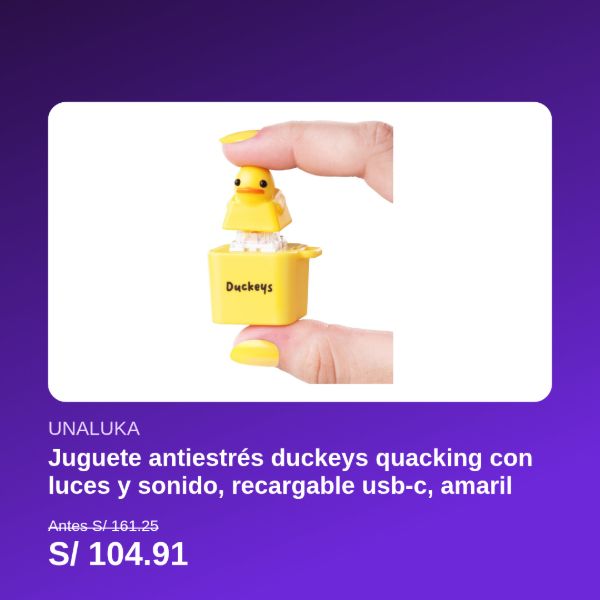 Duckeys
UNALUKA
Juguete antiestrés duckeys quacking con
luces y sonido, recargable usb-c, amaril
Antes S/ 161.25
S/ 104.91